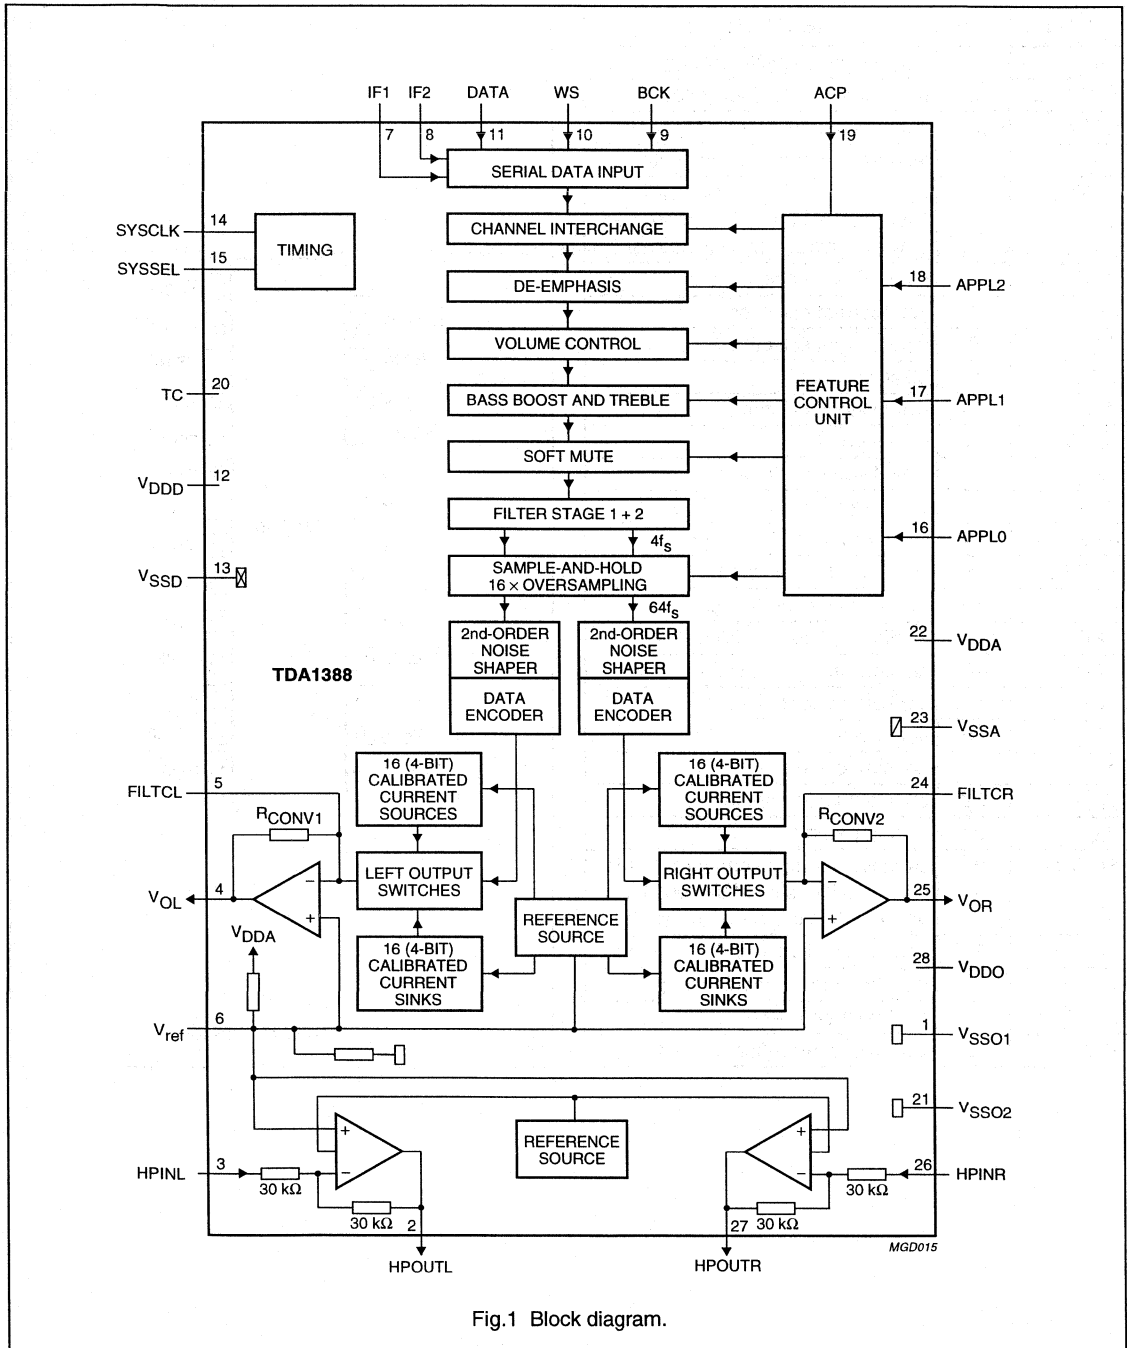 IF1 IF2 DATA WS BCK ACP
7 8 11 10 9 19
SERIAL DATA INPUT
14
SYSCLK
TIMING
15
SYSSEL
CHANNEL INTERCHANGE
DE-EMPHASIS
18
APPL2
VOLUME CONTROL
20
TC
BASS BOOST AND TREBLE
FEATURE
CONTROL
UNIT
17
APPL1
SOFT MUTE
12
VDDD
FILTER STAGE 1 + 2
16
APPL0
4fs
13
VSSD
SAMPLE-AND-HOLD
16 × OVERSAMPLING
64fs
22
VDDA
2nd-ORDER
NOISE
SHAPER
2nd-ORDER
NOISE
SHAPER
TDA1388
DATA
ENCODER
DATA
ENCODER
23
VSSA
5
FILTCL
16 (4-BIT)
CALIBRATED
CURRENT
SOURCES
16 (4-BIT)
CALIBRATED
CURRENT
SOURCES
24
FILTCR
RCONV1
RCONV2
4
VOL
−
+
LEFT OUTPUT
SWITCHES
RIGHT OUTPUT
SWITCHES
−
+
25
VOR
REFERENCE
SOURCE
VDDA
16 (4-BIT)
CALIBRATED
CURRENT
SINKS
16 (4-BIT)
CALIBRATED
CURRENT
SINKS
28
VDDO
6
Vref
1
VSSO1
21
VSSO2
+
−
REFERENCE
SOURCE
+
−
3
HPINL
30 kΩ
30 kΩ
2
HPOUTL
26
HPINR
30 kΩ
30 kΩ
27
HPOUTR
MGD015
Fig.1 Block diagram.